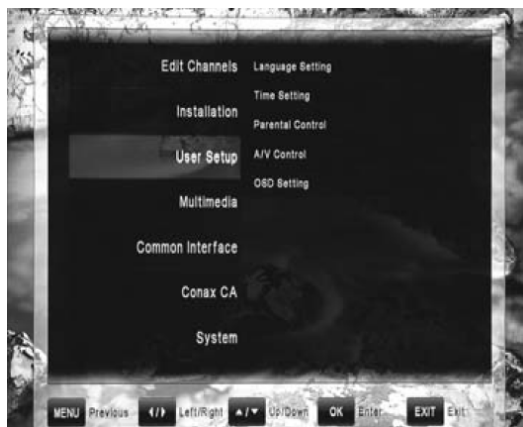 Edit Channels
Installation
User Setup
Multimedia
Common Interface
Conax CA
System
Language Setting
Time Setting
Parental Control
A/V Control
OSD Setting
MENU Previous ◀/▶ Left/Right ▲/▼ Up/Down OK Enter EXIT Exit